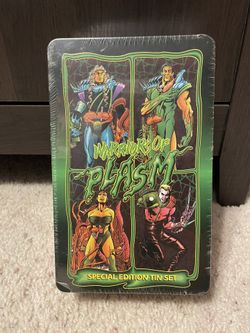 WARRIORS OF
PLASM
SPECIAL EDITION TIN SET